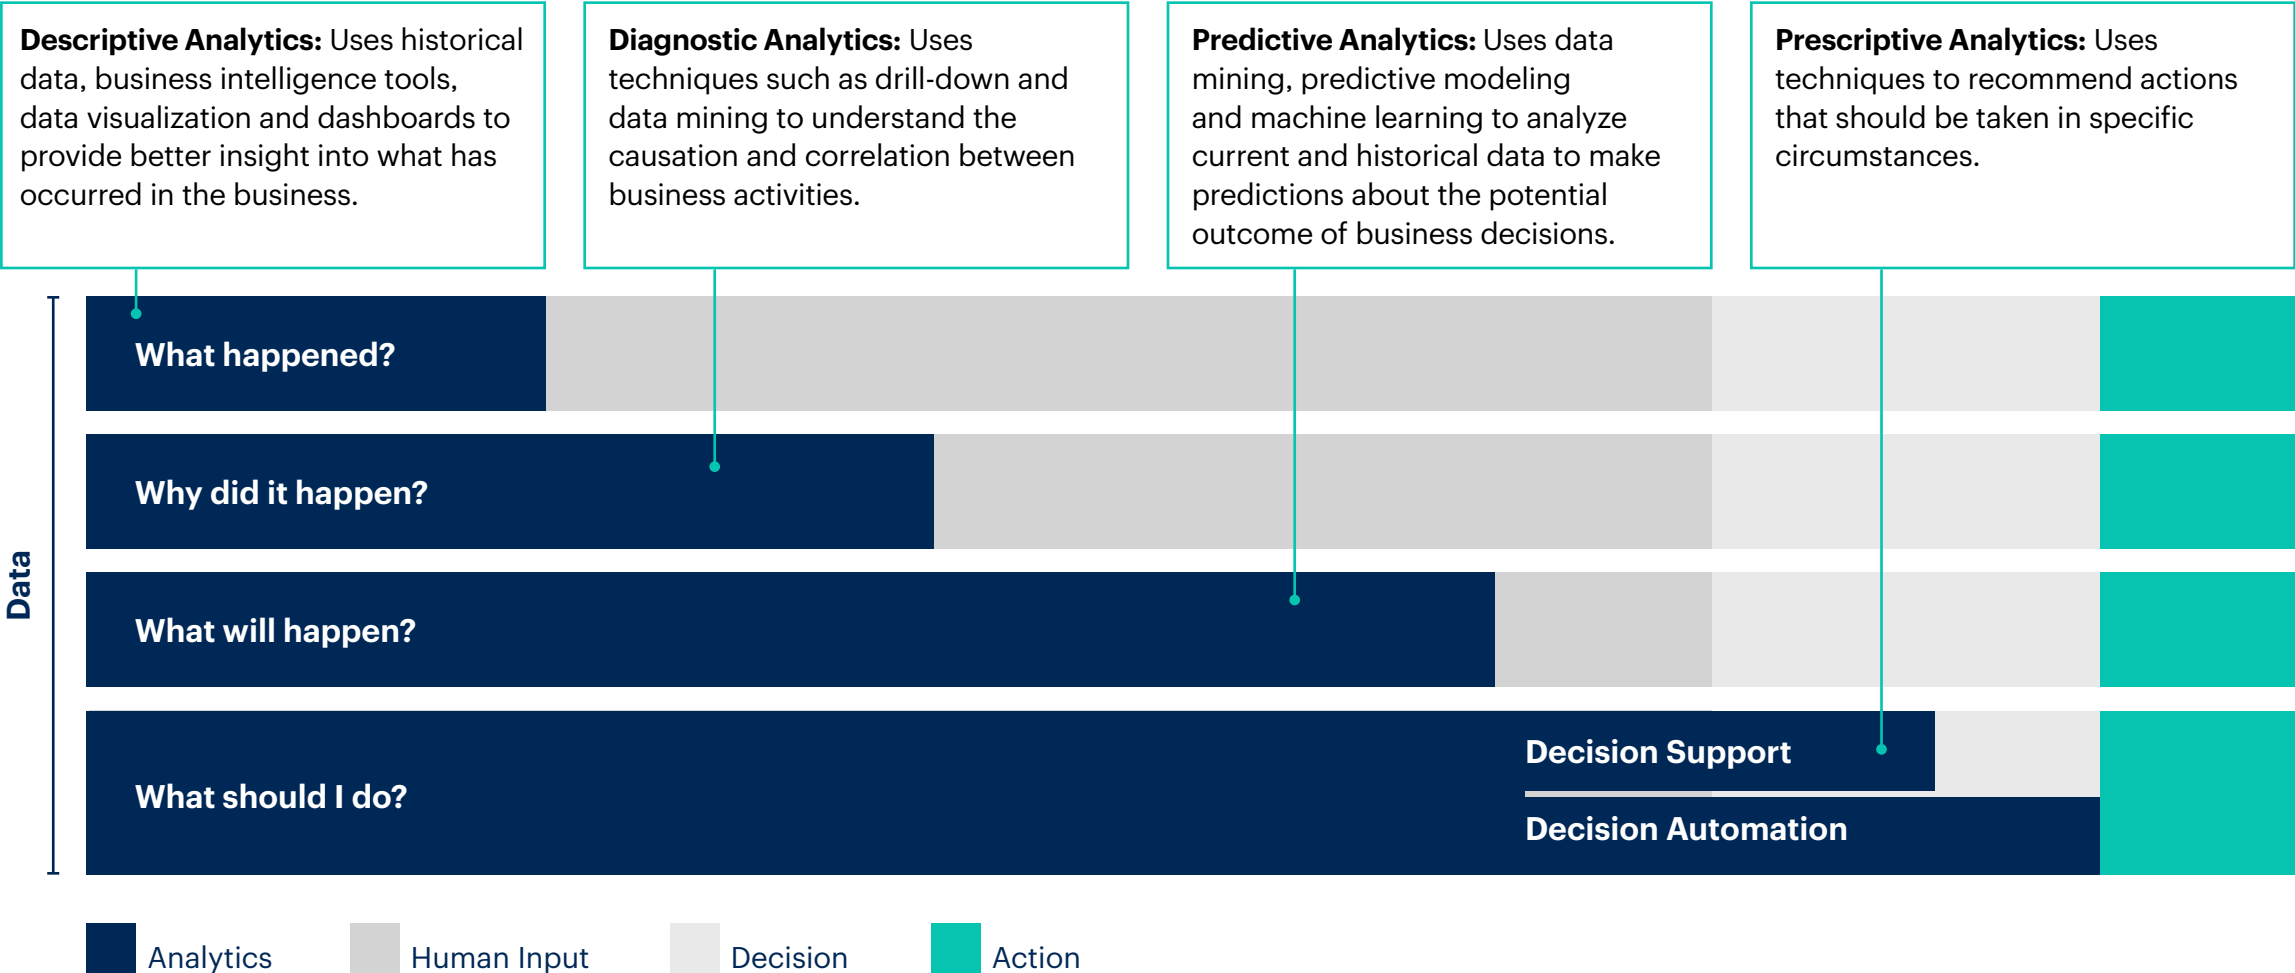 Descriptive Analytics: Uses historical
data, business intelligence tools,
data visualization and dashboards to
provide better insight into what has
occurred in the business.
Diagnostic Analytics: Uses
techniques such as drill-down and
data mining to understand the
causation and correlation between
business activities.
Predictive Analytics: Uses data
mining, predictive modeling
and machine learning to analyze
current and historical data to make
predictions about the potential
outcome of business decisions.
Prescriptive Analytics: Uses
techniques to recommend actions
that should be taken in specific
circumstances.
Data
What happened?
Why did it happen?
What will happen?
What should I do?
Decision Support
Decision Automation
Analytics
Human Input
Decision
Action